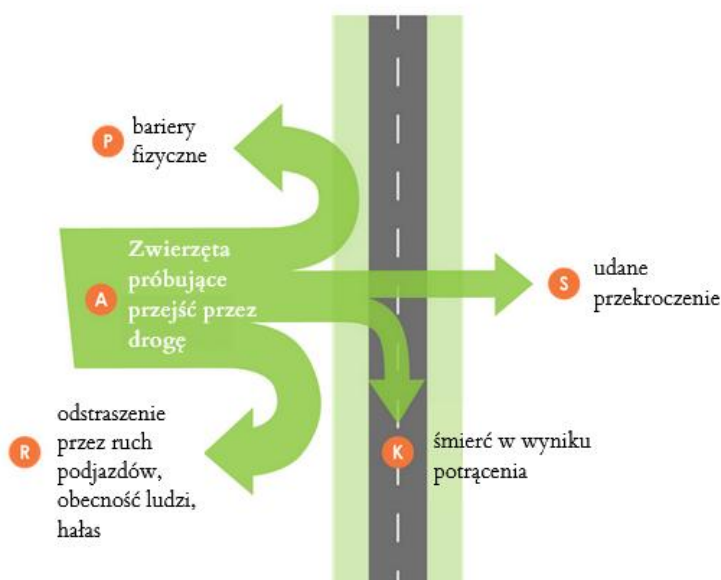 P
bariery
fizyczne
A
Zwierzęta
próbujące
przejść przez
drogę
S
udane
przekroczenie
R
odstraszenie
przez ruch
podjazdów,
obecność ludzi,
hałas
K
śmierć w wyniku
potrącenia